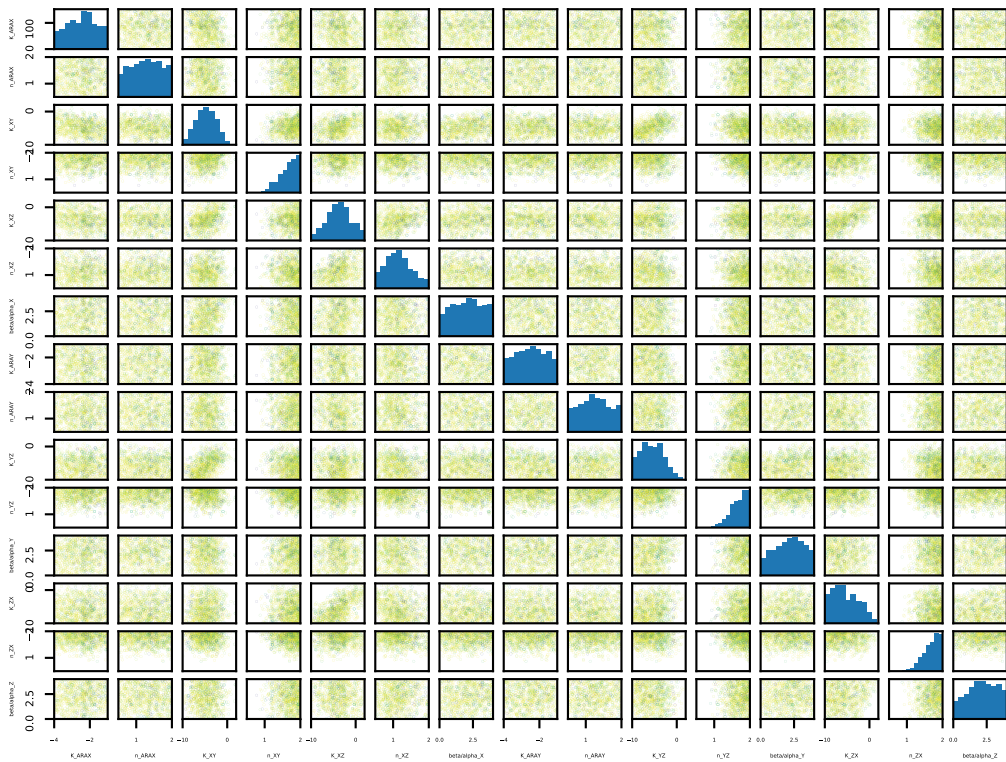 K_ARAX
100
n_ARAX
1
K_XY
0
n_XY
1
K_XZ
0
n_XZ
1
beta/alpha_X
2.5
K_ARAY
−2
n_ARAY
1
K_YZ
0
n_YZ
1
beta/alpha_Y
2.5
0.0
K_ZX
n_ZX
1
beta/alpha_Z
2.5
0.0
−4 −2 1 2 −10 0 1 2 −10 0 1 2 0.0 2.5 −4 −2 1 2 −10 0 1 2 0.0 2.5 −10 0 1 2 0.0 2.5
K_ARAX n_ARAX K_XY n_XY K_XZ n_XZ beta/alpha_X K_ARAY n_ARAY K_YZ n_YZ beta/alpha_Y K_ZX n_ZX beta/alpha_Z